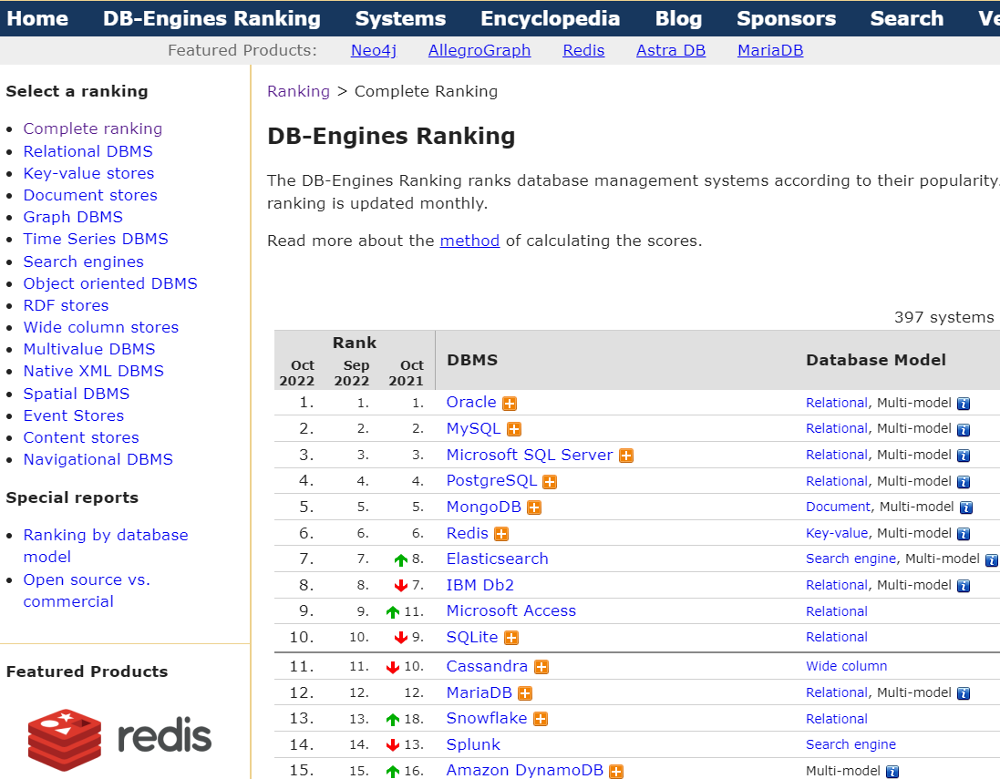 Home DB-Engines Ranking Systems Encyclopedia Blog Sponsors Search
Featured Products: Neo4j AllegroGraph Redis Astra DB MariaDB
Select a ranking
Complete ranking
Relational DBMS
Key-value stores
Document stores
Graph DBMS
Time Series DBMS
Search engines
Object oriented DBMS
RDF stores
Wide column stores
Multivalue DBMS
Native XML DBMS
Spatial DBMS
Event Stores
Content stores
Navigational DBMS
Special reports
Ranking by database
model
Open source vs.
commercial
Featured Products
redis
Ranking > Complete Ranking
DB-Engines Ranking
The DB-Engines Ranking ranks database management systems according to their popularity.
ranking is updated monthly.
Read more about the method of calculating the scores.
397 systems
Rank
Oct 2022 Sep 2022 Oct 2021 DBMS Database Model
1. 1. 1. Oracle Relational, Multi-model
2. 2. 2. MySQL Relational, Multi-model
3. 3. 3. Microsoft SQL Server Relational, Multi-model
4. 4. 4. PostgreSQL Relational, Multi-model
5. 5. 5. MongoDB Document, Multi-model
6. 6. 6. Redis Key-value, Multi-model
7. 7. 8. Elasticsearch Search engine, Multi-model
8. 8. 7. IBM Db2 Relational, Multi-model
9. 9. 11. Microsoft Access Relational
10. 10. 9. SQLite Relational
11. 11. 10. Cassandra Wide column
12. 12. 12. MariaDB Relational, Multi-model
13. 13. 18. Snowflake Relational
14. 14. 13. Splunk Search engine
15. 15. 16. Amazon DynamoDB Multi-model